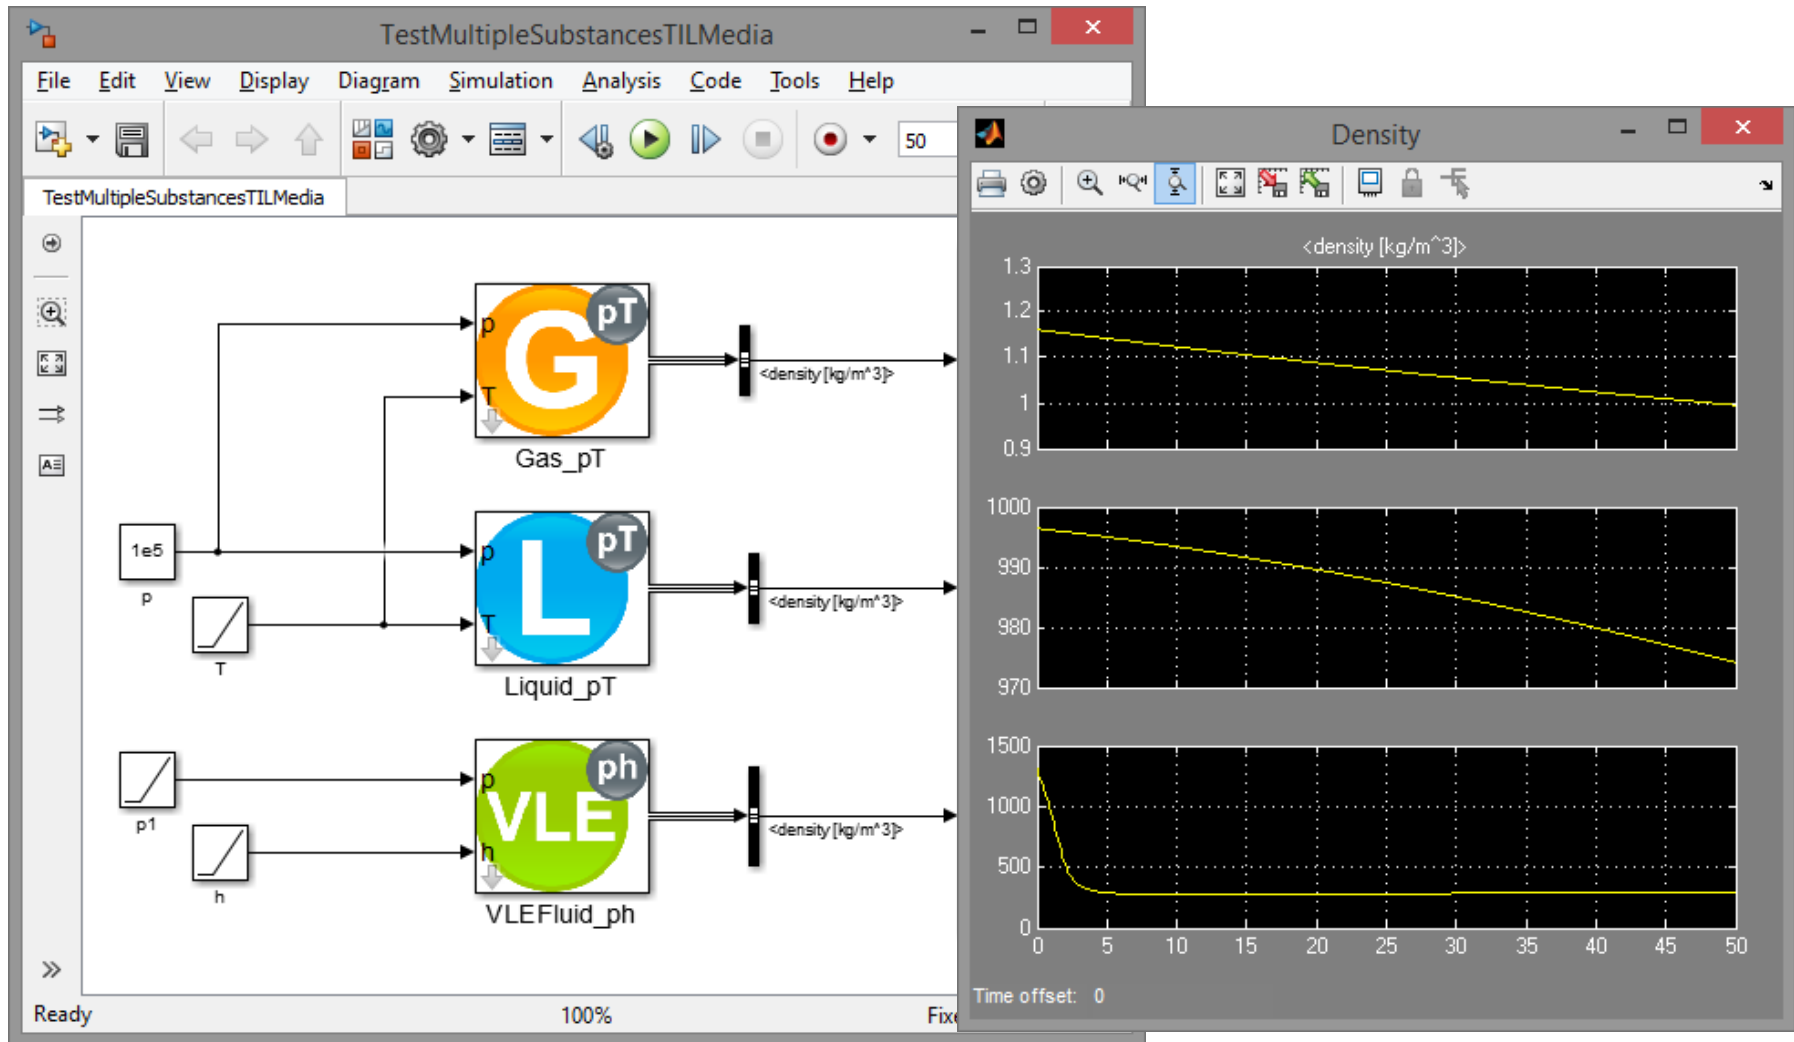 TestMultipleSubstancesTILMedia
File Edit View Display Diagram Simulation Analysis Code Tools Help
50
TestMultipleSubstancesTILMedia
p
T
G
pT
<density [kg/m^3]>
Gas_pT
1e5
p
T
p
T
L
pT
<density [kg/m^3]>
Liquid_pT
p1
h
p
h
VLE
ph
<density [kg/m^3]>
VLEFluid_ph
Ready
100%
Fixe
Density
<density [kg/m^3]>
1.3
1.2
1.1
1
0.9
1000
990
980
970
1500
1000
500
0
0 5 10 15 20 25 30 35 40 45 50
Time offset: 0